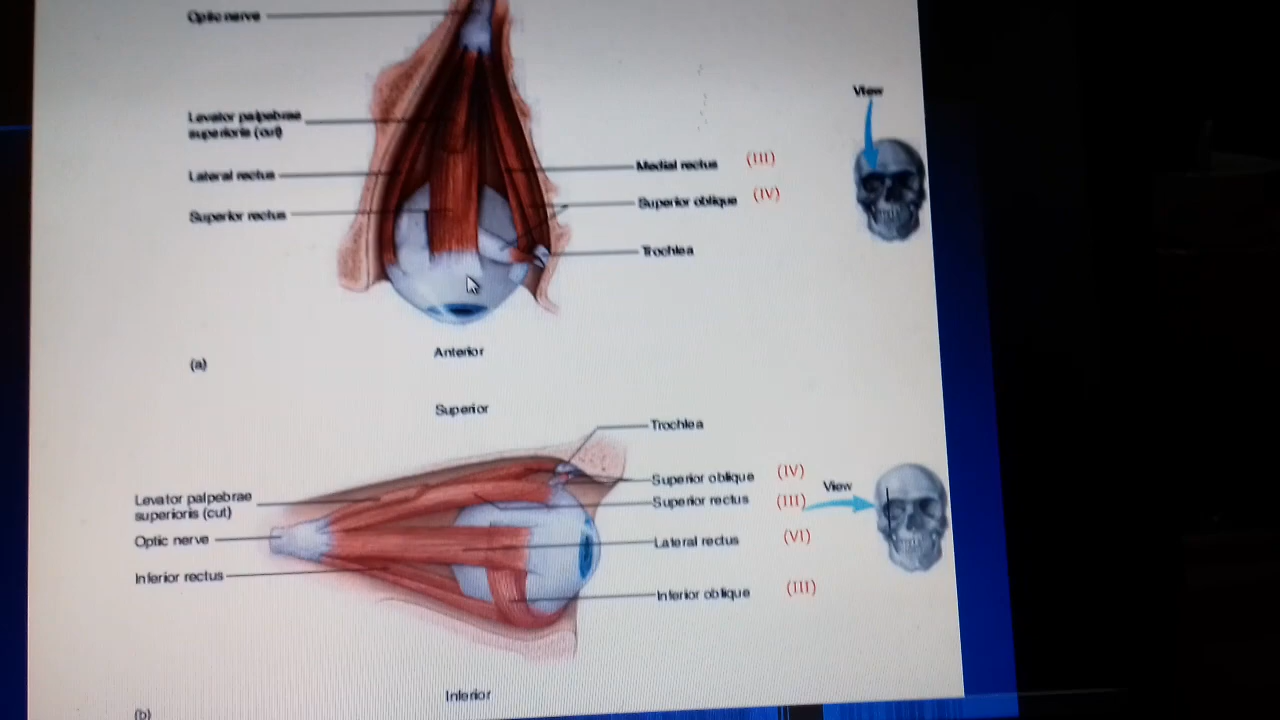 Optic nerve
View
Levator palpebrae
superioris (cut)
Medial rectus (III)
Lateral rectus
Superior oblique (IV)
Superior rectus
Trochlea
Anterior
(a)
Superior
Trochlea
Superior oblique (IV)
View
Levator palpebrae
superioris (cut)
Superior rectus (III)
Optic nerve
Lateral rectus (VI)
Inferior rectus
Inferior oblique (III)
Inferior
(b)